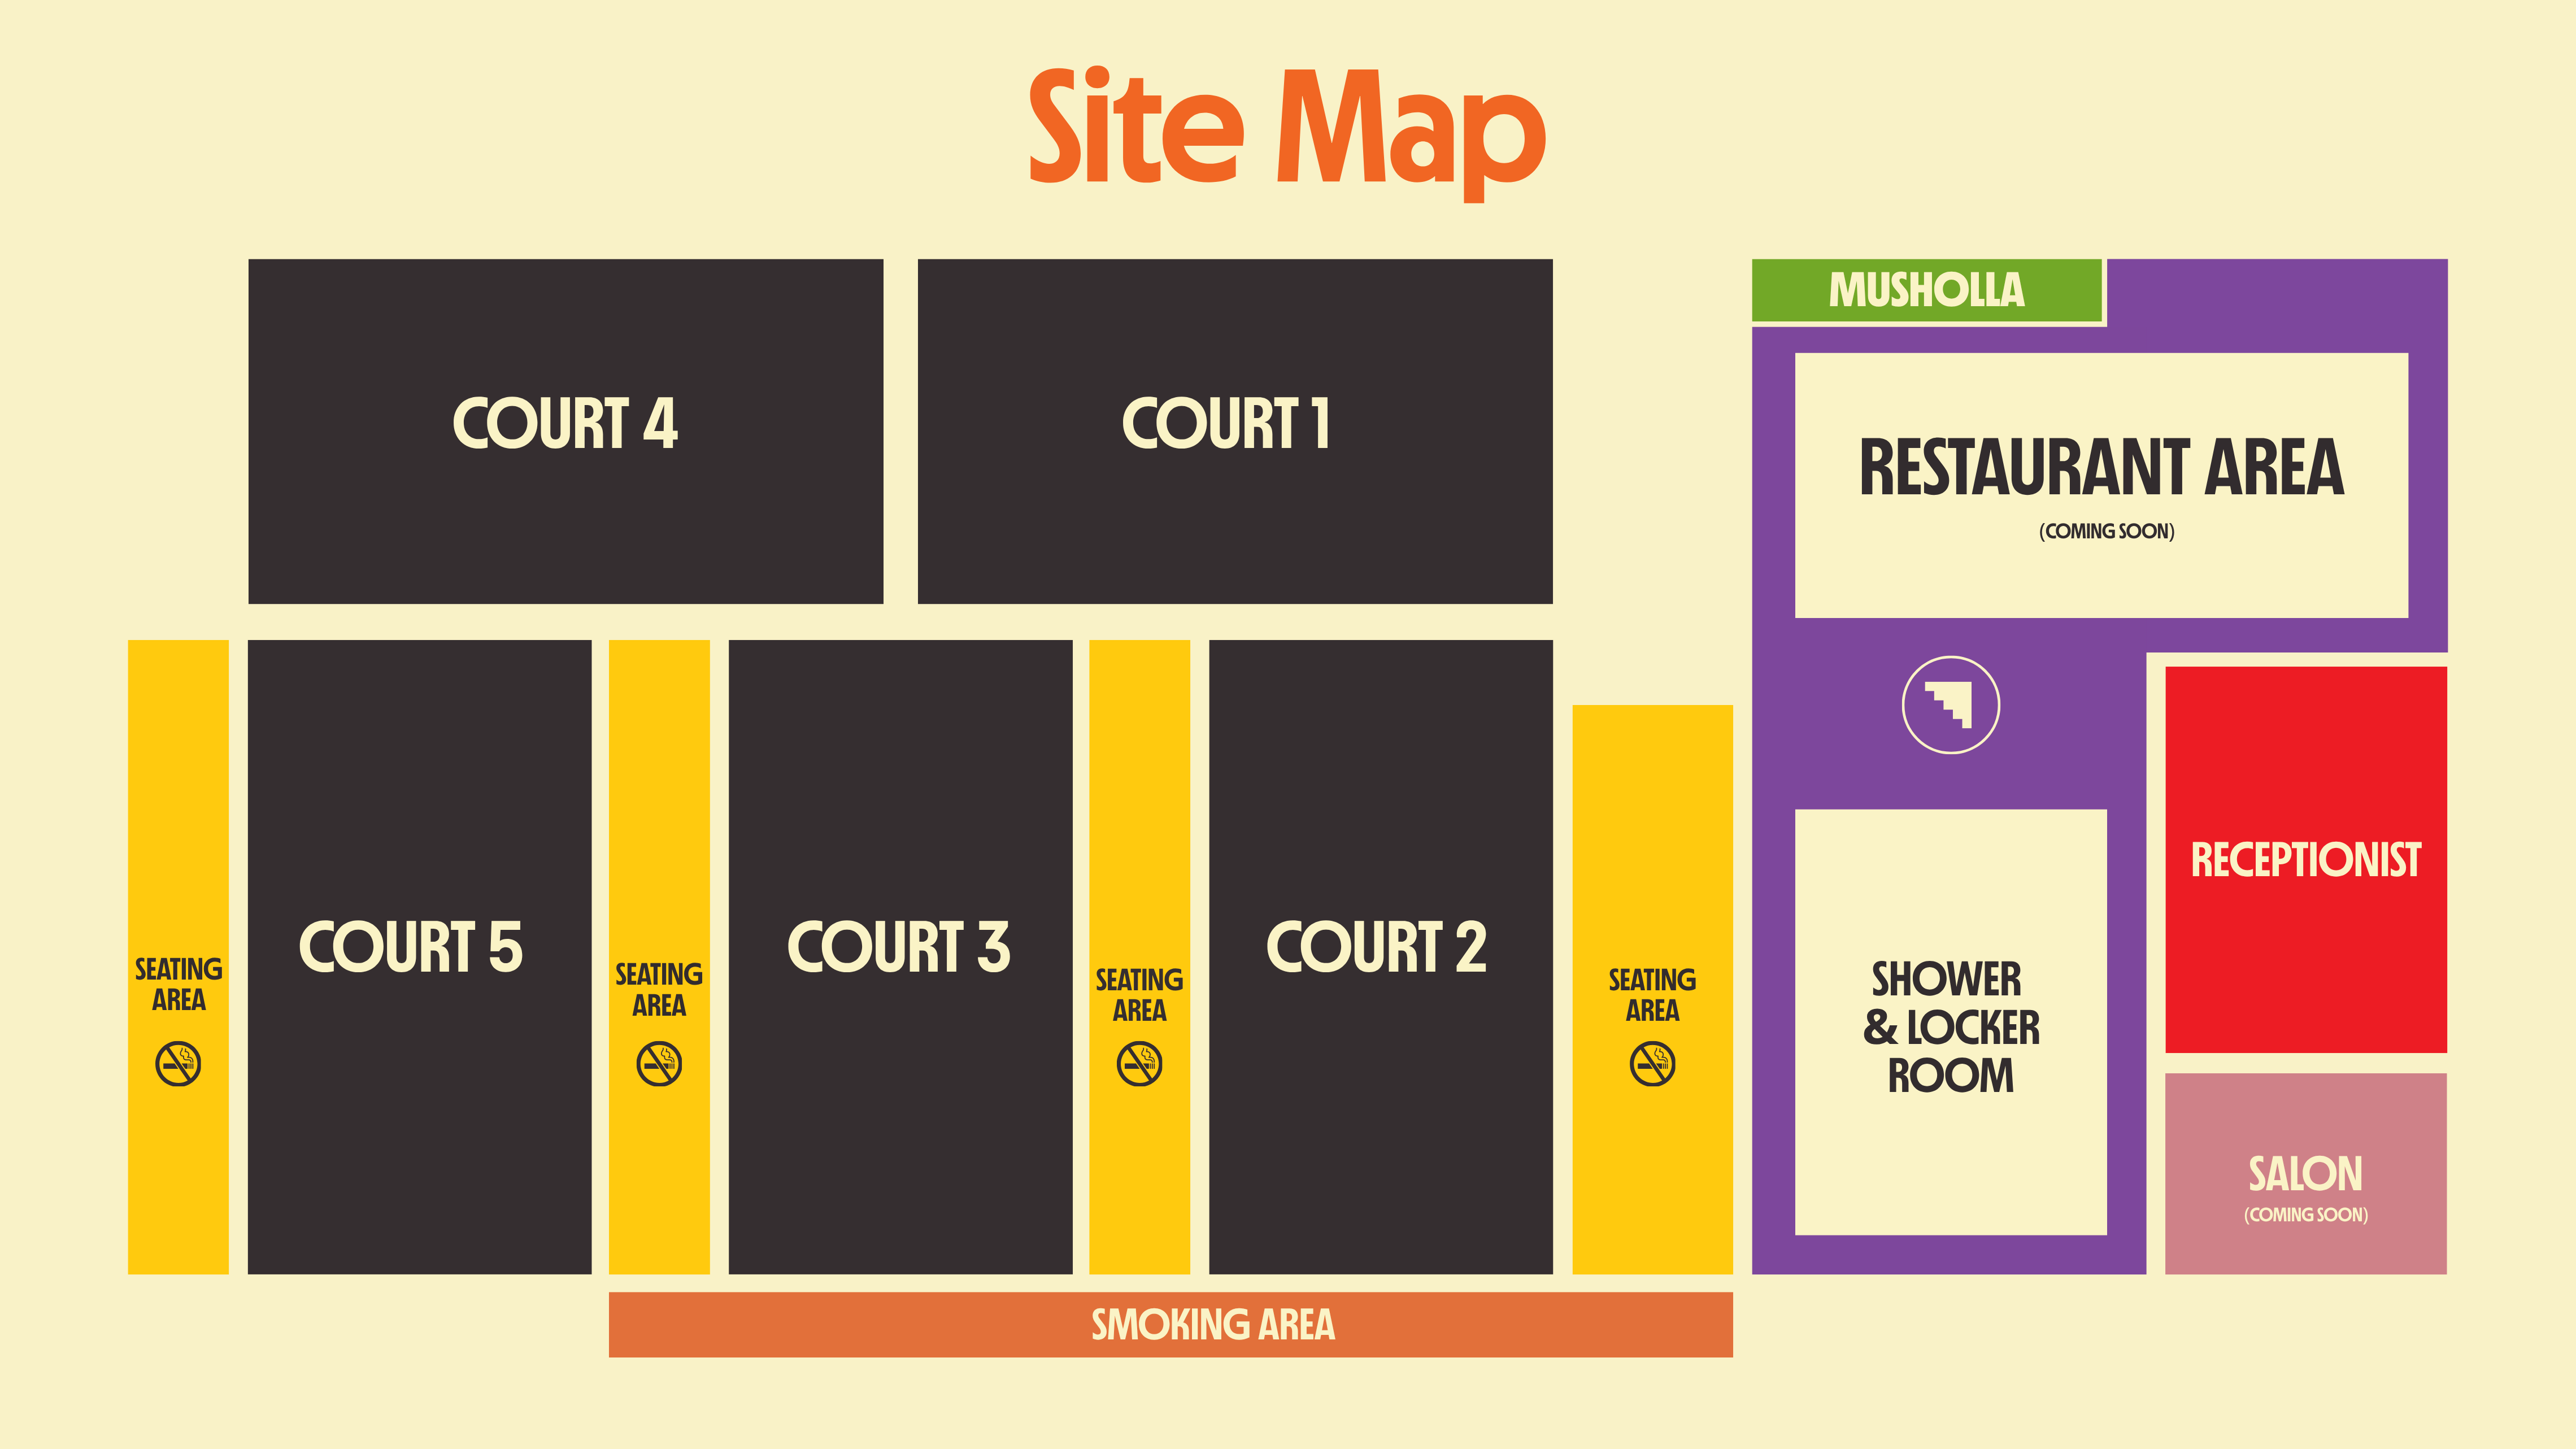 Site Map
COURT 4
COURT 1
MUSHOLLA
RESTAURANT AREA
(COMING SOON)
SEATING
AREA
COURT 5
SEATING
AREA
COURT 3
SEATING
AREA
COURT 2
SEATING
AREA
SHOWER
& LOCKER
ROOM
RECEPTIONIST
SALON
(COMING SOON)
SMOKING AREA